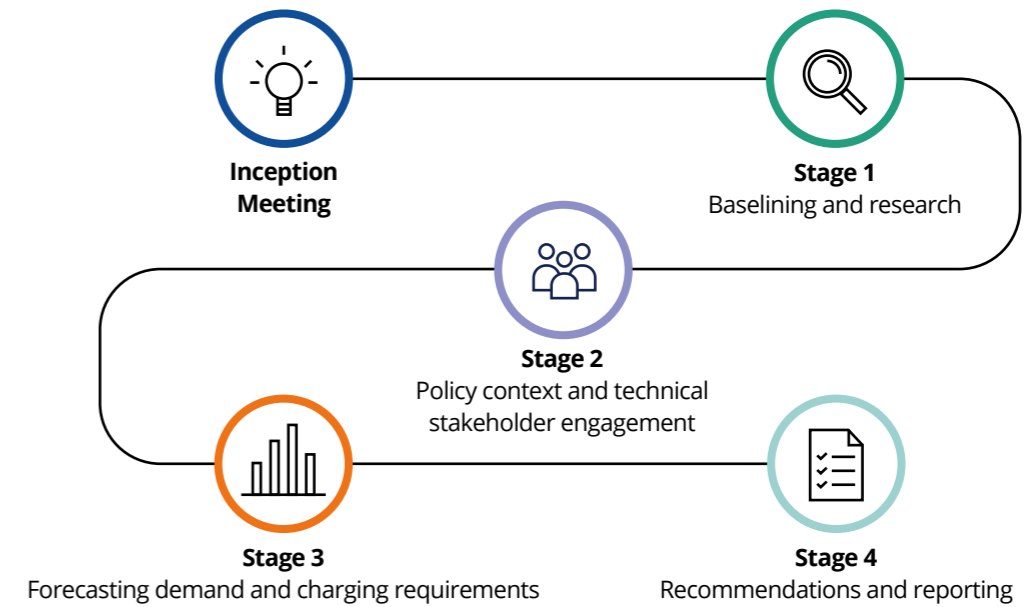 Inception
Meeting
Stage 1
Baselining and research
Stage 2
Policy context and technical
stakeholder engagement
Stage 3
Forecasting demand and charging requirements
Stage 4
Recommendations and reporting